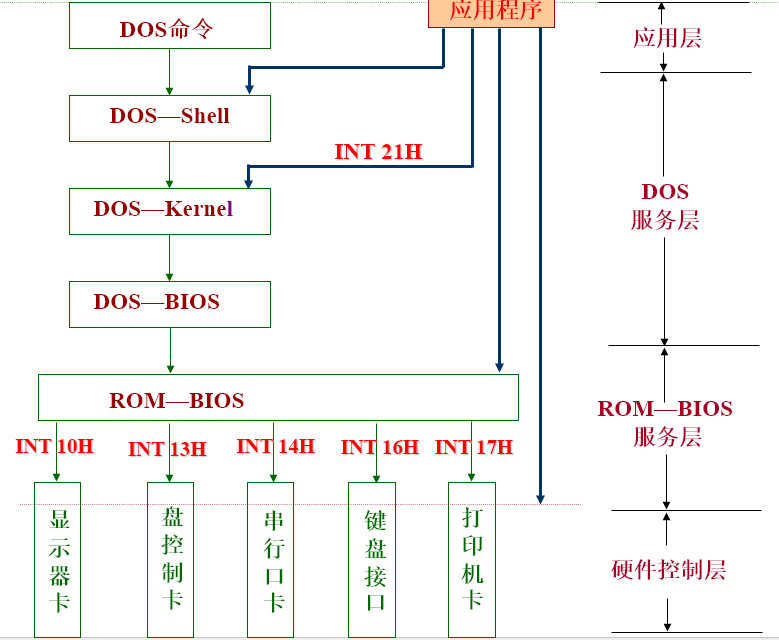 应用程序
DOS命令
应用层
DOS—Shell
INT 21H
DOS—Kernel
DOS
服务层
DOS—BIOS
ROM—BIOS
ROM—BIOS
服务层
INT 10H
INT 13H
INT 14H
INT 16H
INT 17H
显示器卡
盘控制卡
串行口卡
键盘接口
打印机卡
硬件控制层